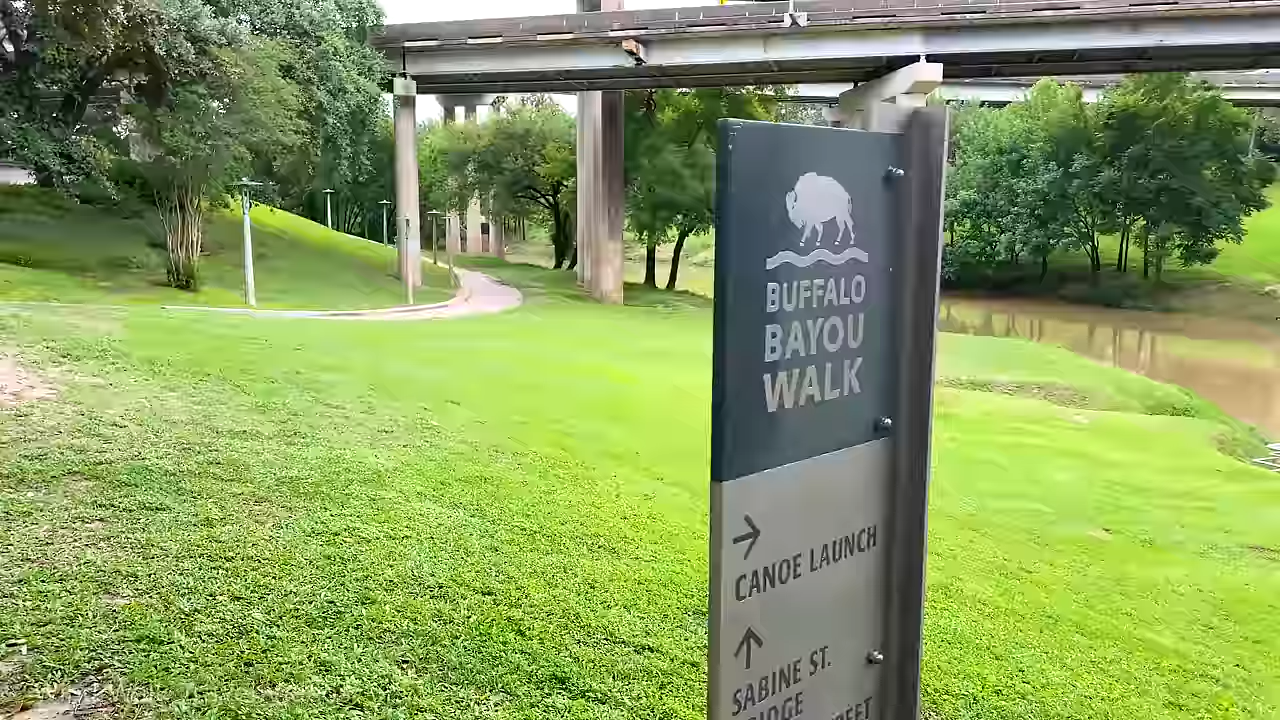 BUFFALO
BAYOU
WALK
CANOE LAUNCH
SABINE ST.